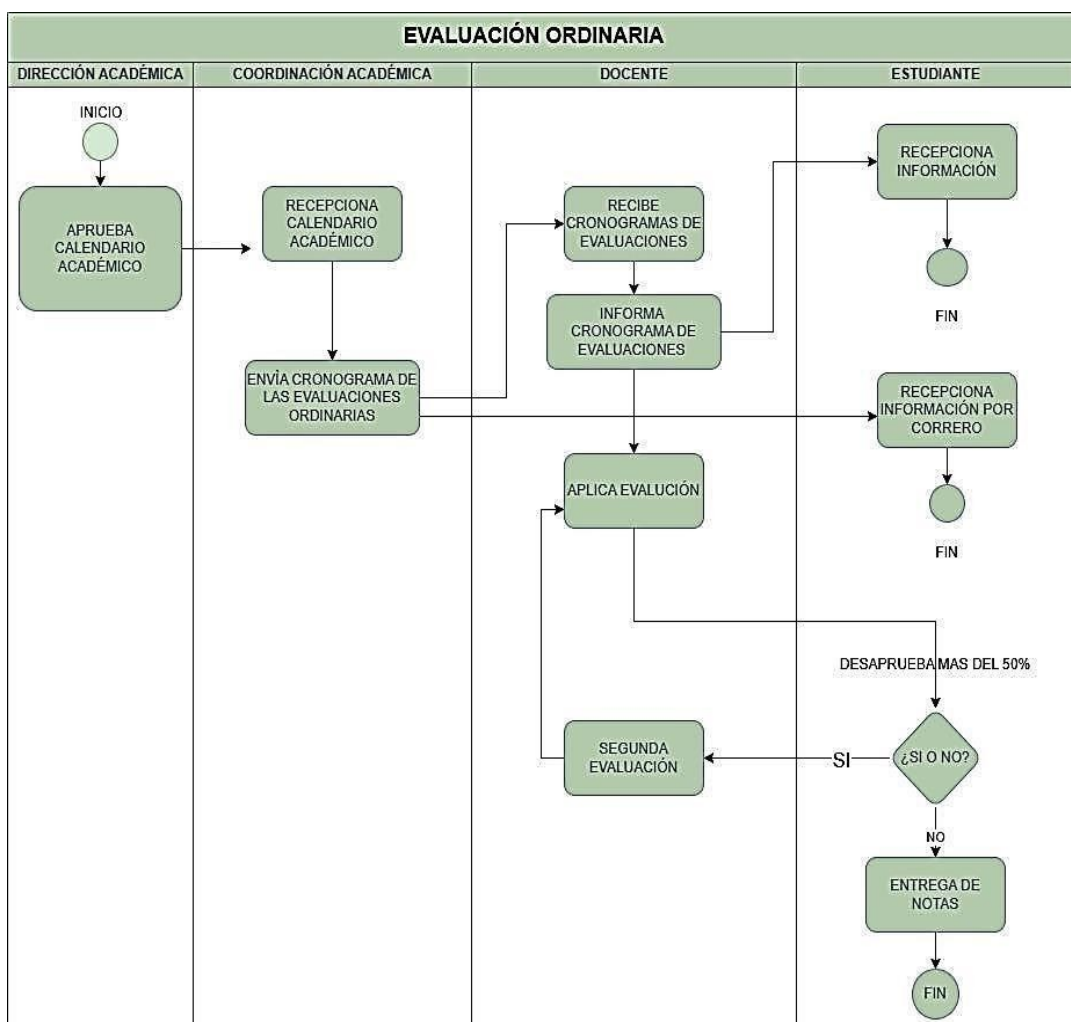 EVALUACIÓN ORDINARIA
DIRECCIÓN ACADÉMICA
COORDINACIÓN ACADÉMICA
DOCENTE
ESTUDIANTE
INICIO
APRUEBA
CALENDARIO
ACADÉMICO
RECEPCIONA
CALENDARIO
ACADÉMICO
ENVÌA CRONOGRAMA DE
LAS EVALUACIONES
ORDINARIAS
RECIBE
CRONOGRAMAS DE
EVALUACIONES
INFORMA
CRONOGRAMA DE
EVALUACIONES
RECEPCIONA
INFORMACIÓN
FIN
RECEPCIONA
INFORMACIÓN POR
CORRERO
FIN
APLICA EVALUCIÓN
DESAPRUEBA MAS DEL 50%
¿SI O NO?
SI
SEGUNDA
EVALUACIÓN
NO
ENTREGA DE
NOTAS
FIN